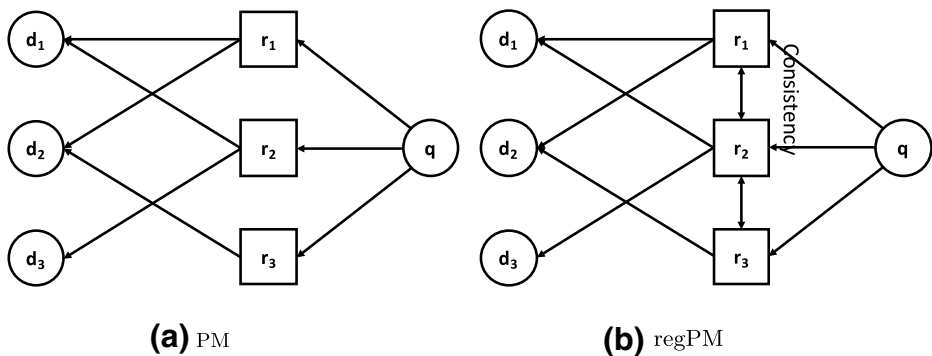 d1 r1 d1 r1
Consistency
d2 r2 q d2 r2 q
d3 r3 d3 r3
(a) PM (b) regPM